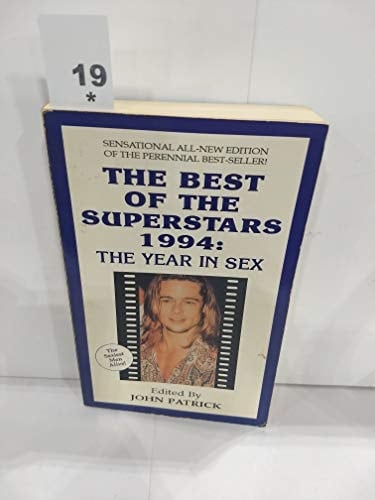 19
*
SENSATIONAL ALL-NEW EDITION
OF THE PERENNIAL BEST-SELLER!
THE BEST
OF THE
SUPERSTARS
1994:
THE YEAR IN SEX
The
Sexiest
Man
Alive!
Edited By
JOHN PATRICK